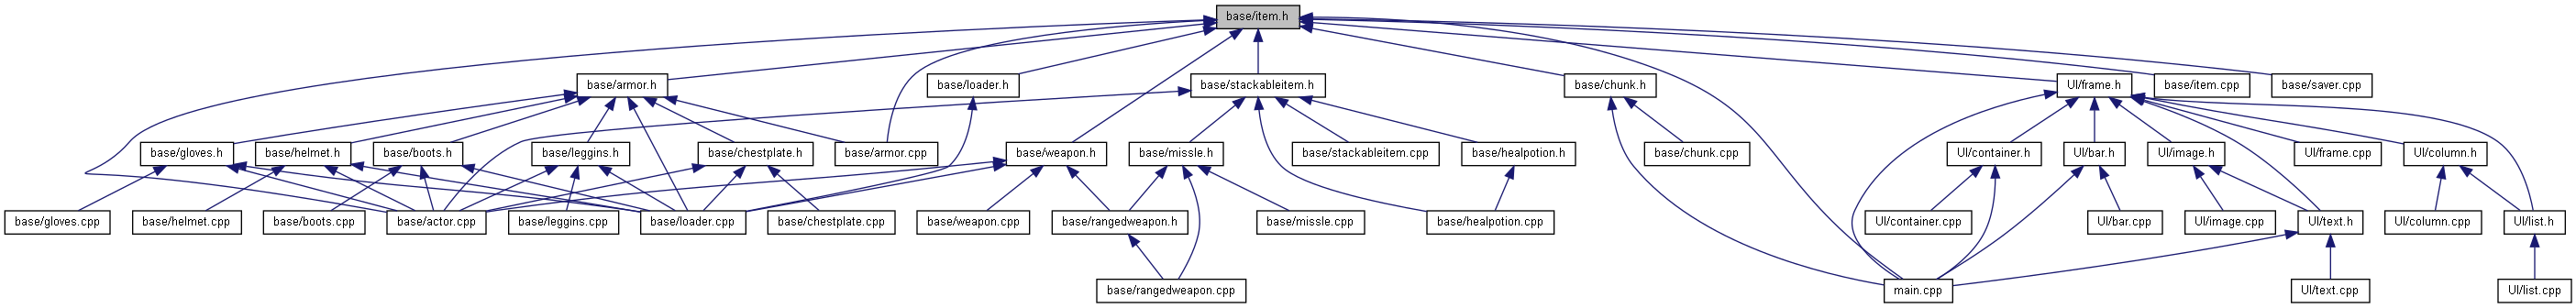 base/item.h
base/armor.h
base/loader.h
base/stackableitem.h
base/chunk.h
UI/frame.h
base/item.cpp
base/saver.cpp
base/gloves.h
base/helmet.h
base/boots.h
base/leggins.h
base/chestplate.h
base/armor.cpp
base/weapon.h
base/missle.h
base/stackableitem.cpp
base/healpotion.h
base/chunk.cpp
UI/container.h
UI/bar.h
UI/image.h
UI/frame.cpp
UI/column.h
base/gloves.cpp
base/helmet.cpp
base/boots.cpp
base/actor.cpp
base/leggins.cpp
base/loader.cpp
base/chestplate.cpp
base/weapon.cpp
base/rangedweapon.h
base/missle.cpp
base/healpotion.cpp
UI/container.cpp
UI/bar.cpp
UI/image.cpp
UI/text.h
UI/column.cpp
UI/list.h
base/rangedweapon.cpp
main.cpp
UI/text.cpp
UI/list.cpp